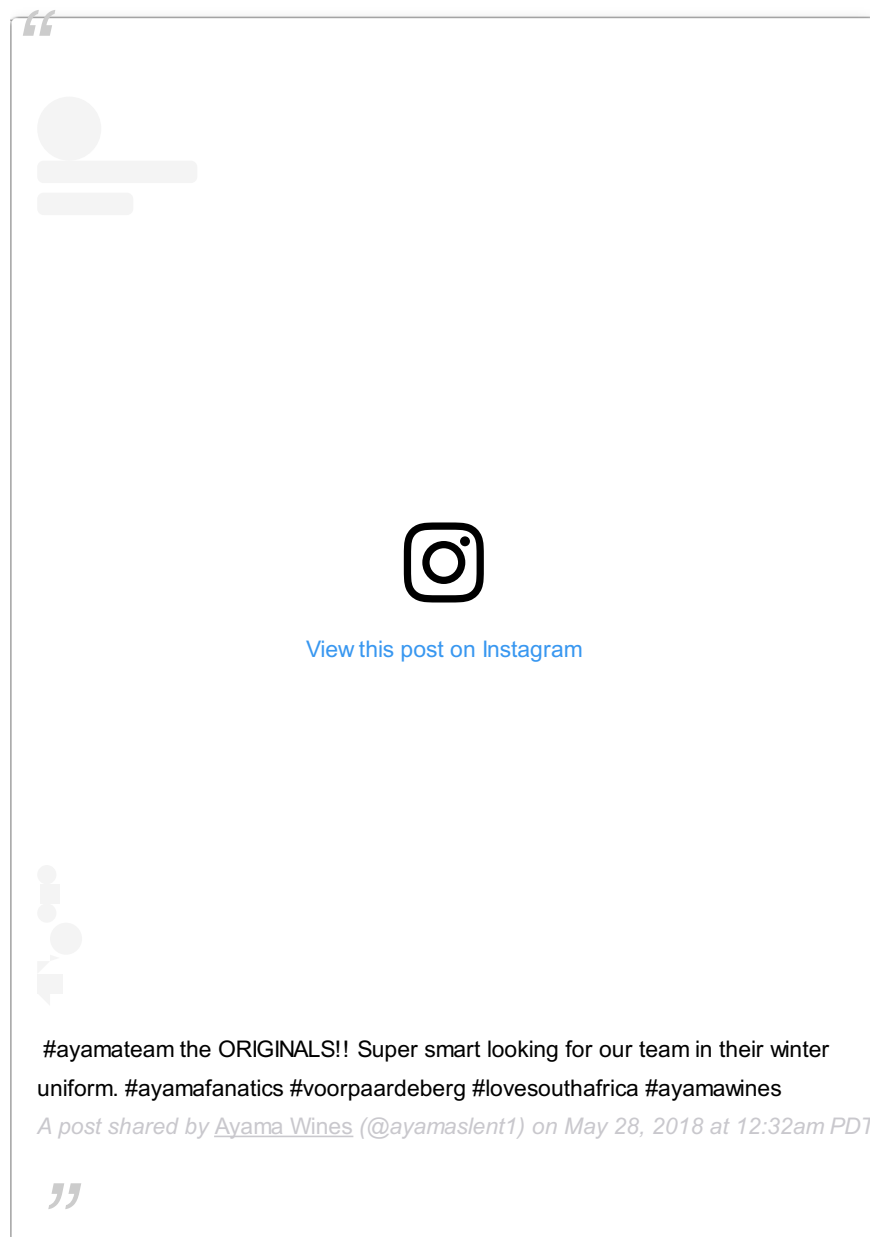 “
View this post on Instagram
#ayamateam the ORIGINALS!! Super smart looking for our team in their winter
uniform. #ayamafanatics #voorpaardeberg #lovesouthafrica #ayamawines
A post shared by Ayama Wines (@ayamaslent1) on May 28, 2018 at 12:32am PDT
”